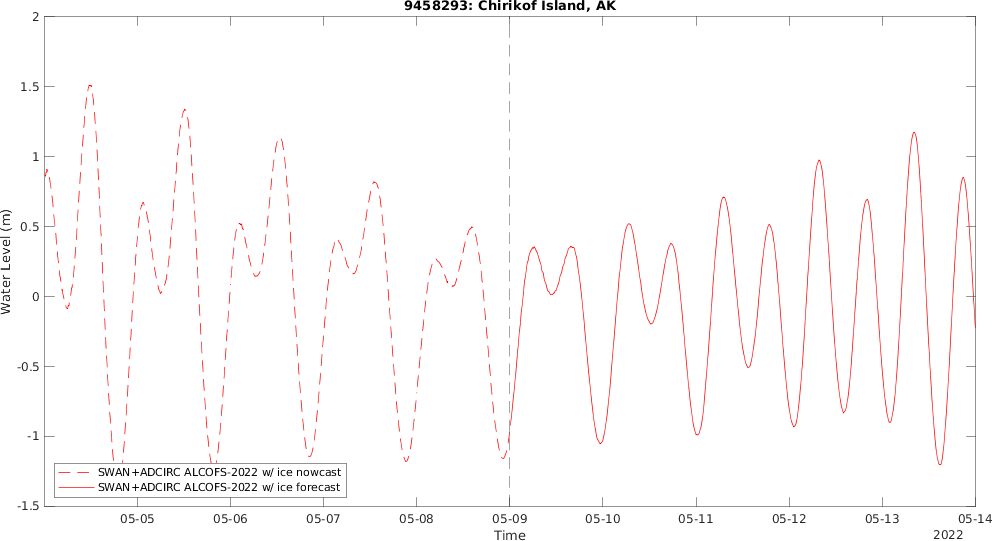 9458293: Chirikof Island, AK
2
1.5
1
0.5
0
-0.5
-1
-1.5
Water Level (m)
SWAN+ADCIRC ALCOFS-2022 w/ ice nowcast
SWAN+ADCIRC ALCOFS-2022 w/ ice forecast
05-05 05-06 05-07 05-08 05-09 05-10 05-11 05-12 05-13 05-14
Time
2022